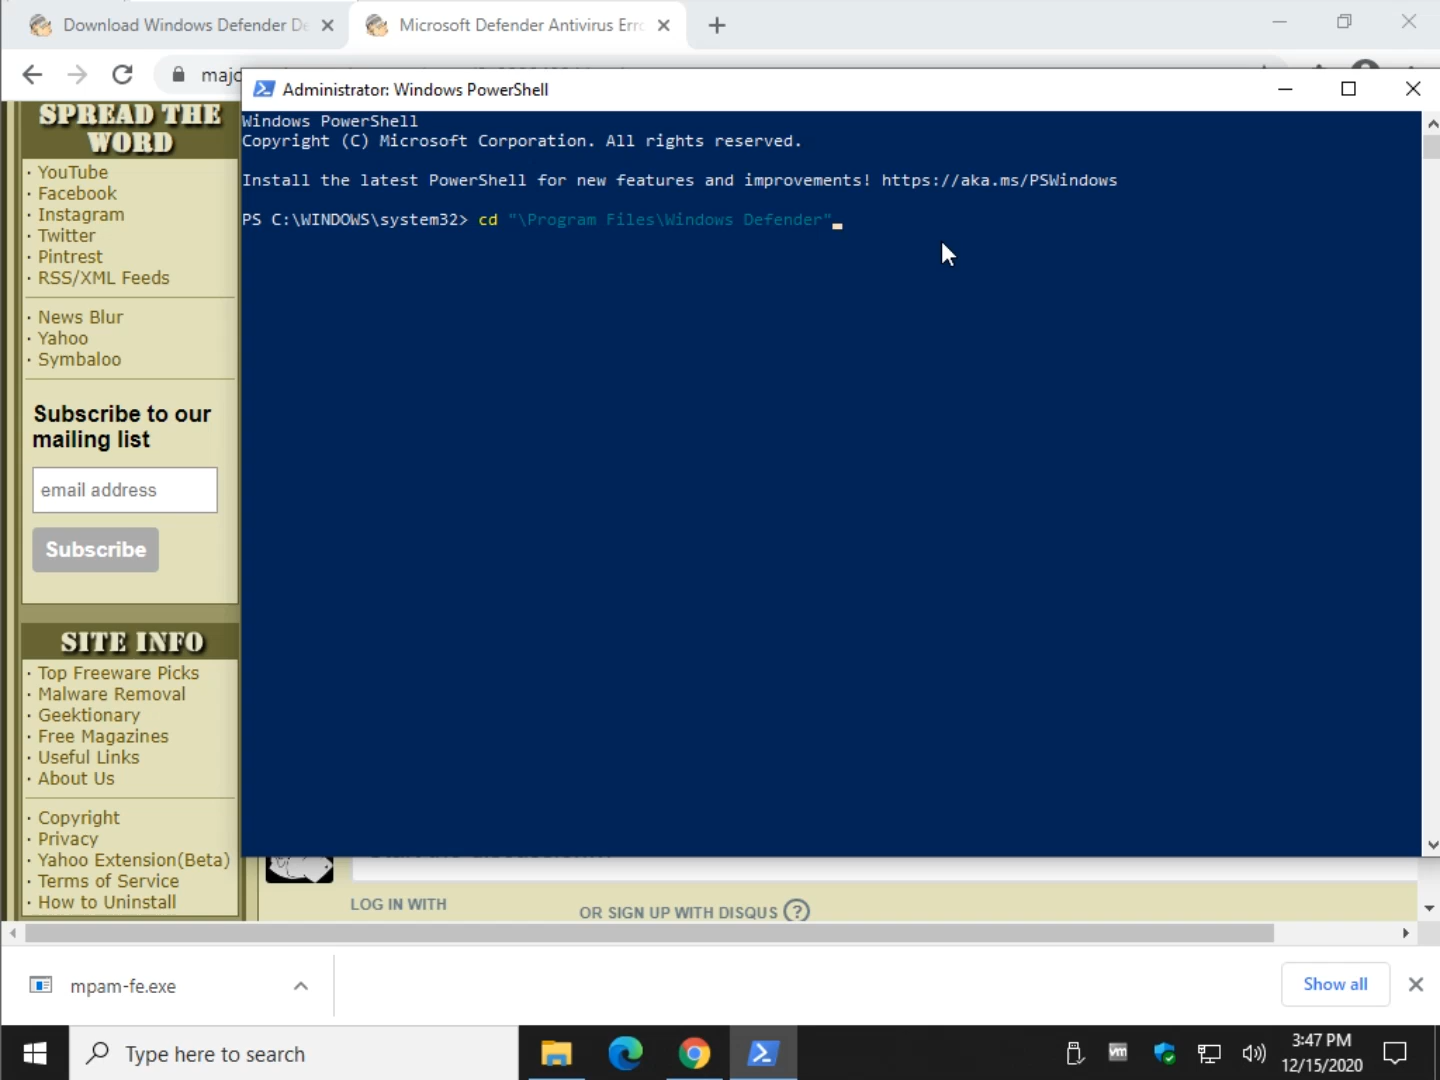 Download Windows Defender De
Microsoft Defender Antivirus Erro
majo
Administrator: Windows PowerShell
Windows PowerShell
Copyright (C) Microsoft Corporation. All rights reserved.
Install the latest PowerShell for new features and improvements! https://aka.ms/PSWindows
PS C:\WINDOWS\system32> cd "\Program Files\Windows Defender"
SPREAD THE
WORD
· YouTube
· Facebook
· Instagram
· Twitter
· Pintrest
· RSS/XML Feeds
· News Blur
· Yahoo
· Symbaloo
Subscribe to our
mailing list
email address
Subscribe
SITE INFO
· Top Freeware Picks
· Malware Removal
· Geektionary
· Free Magazines
· Useful Links
· About Us
· Copyright
· Privacy
· Yahoo Extension(Beta)
· Terms of Service
· How to Uninstall
LOG IN WITH
OR SIGN UP WITH DISQUS ?
mpam-fe.exe
Show all
Type here to search
vm
3:47 PM
12/15/2020